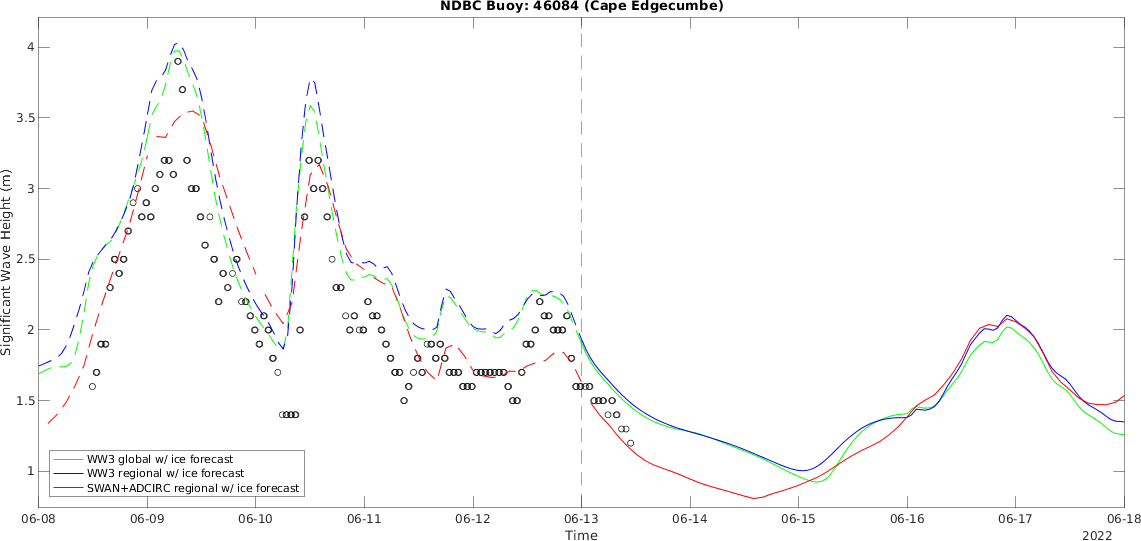 NDBC Buoy: 46084 (Cape Edgecumbe)
4
3.5
3
2.5
2
1.5
1
Significant Wave Height (m)
WW3 global w/ ice forecast
WW3 regional w/ ice forecast
SWAN+ADCIRC regional w/ ice forecast
06-08 06-09 06-10 06-11 06-12 06-13 06-14 06-15 06-16 06-17 06-18
Time
2022